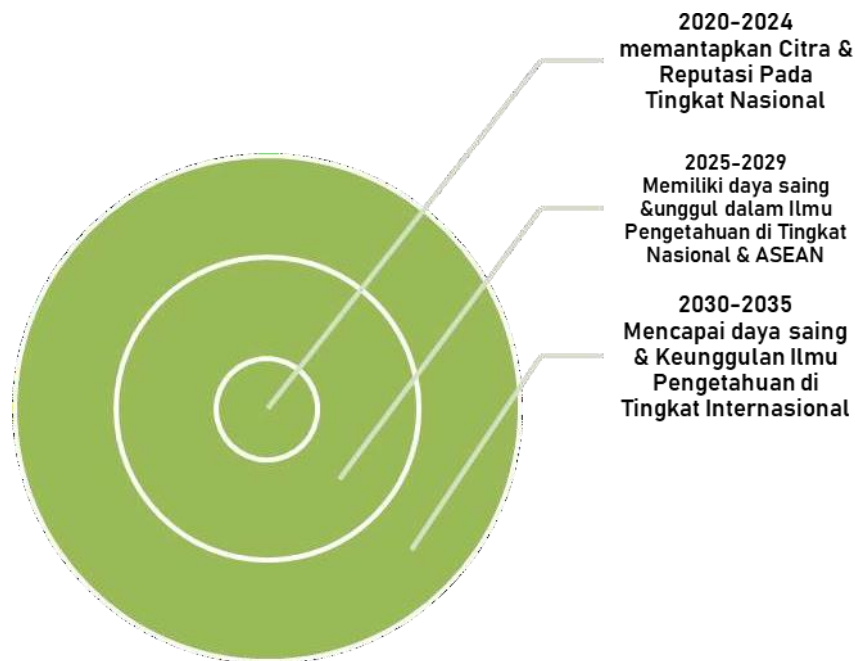 2020-2024
memantapkan Citra &
Reputasi Pada
Tingkat Nasional
2025-2029
Memiliki daya saing
&unggul dalam Ilmu
Pengetahuan di Tingkat
Nasional & ASEAN
2030-2035
Mencapai daya saing
& Keunggulan Ilmu
Pengetahuan di
Tingkat Internasional